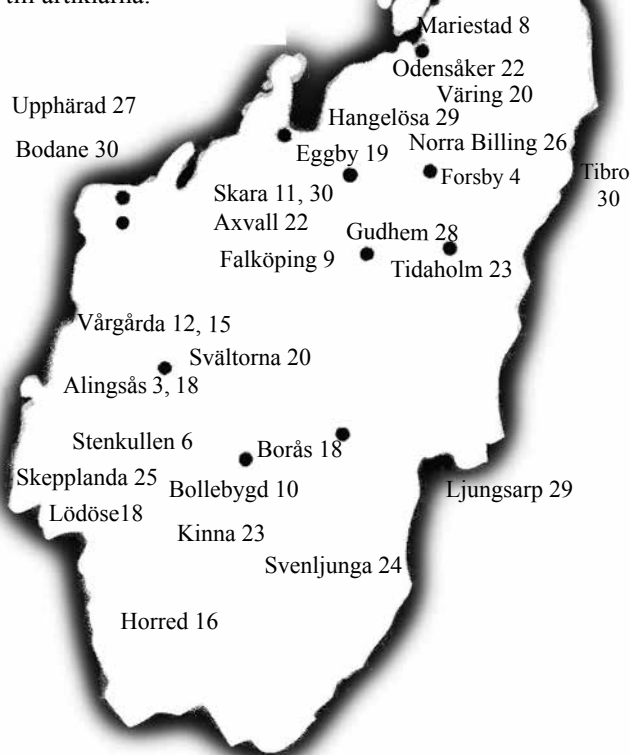 till artiklarna.
Mariestad 8
Odensåker 22
Väring 20
Upphärad 27
Hangelösa 29
Bodane 30
Norra Billing 26
Eggby 19
Forsby 4
Tibro
30
Skara 11, 30
Axvall 22
Gudhem 28
Falköping 9
Tidaholm 23
Vårgårda 12, 15
Svältorna 20
Alingsås 3, 18
Stenkullen 6
Borås 18
Skepplanda 25
Bollebygd 10
Ljungsarp 29
Lödöse18
Kinna 23
Svenljunga 24
Horred 16